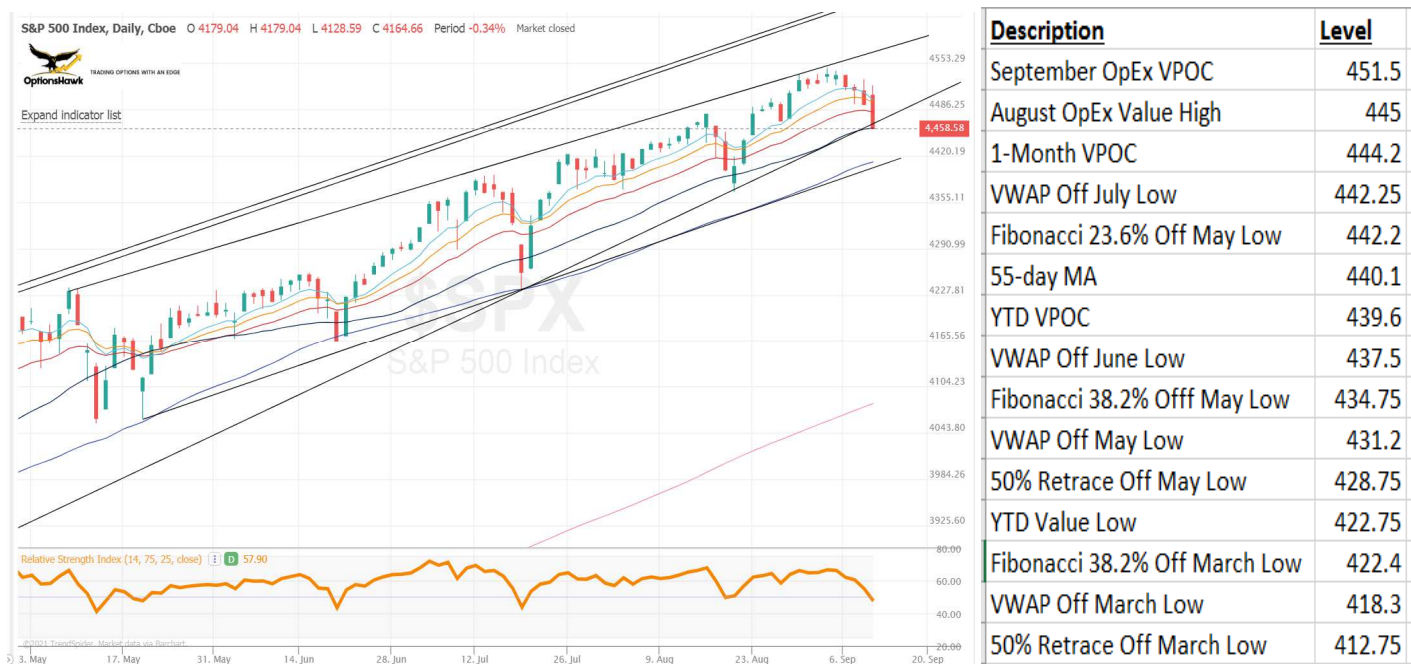 S&P 500 Index, Daily, Cboe O 4179.04 H 4179.04 L 4128.59 C 4164.66 Period -0.34% Market closed
OptionsHawk
TRADING OPTIONS WITH AN EDGE
Expand indicator list
4553.29
4486.25
4,458.58
4420.19
4355.11
4290.99
4227.81
4165.56
4104.23
4043.80
3984.26
3925.60
$SPX
S&P 500 Index
Relative Strength Index (14, 75, 25, close) D 57.90
80.00
60.00
40.00
20.00
©2021 TrendSpider. Market data via Barchart.
3. May 17. May 31. May 14. Jun 28. Jun 12. Jul 26. Jul 9. Aug 23. Aug 6. Sep 20. Sep
Description Level
September OpEx VPOC 451.5
August OpEx Value High 445
1-Month VPOC 444.2
VWAP Off July Low 442.25
Fibonacci 23.6% Off May Low 442.2
55-day MA 440.1
YTD VPOC 439.6
VWAP Off June Low 437.5
Fibonacci 38.2% Offf May Low 434.75
VWAP Off May Low 431.2
50% Retrace Off May Low 428.75
YTD Value Low 422.75
Fibonacci 38.2% Off March Low 422.4
VWAP Off March Low 418.3
50% Retrace Off March Low 412.75